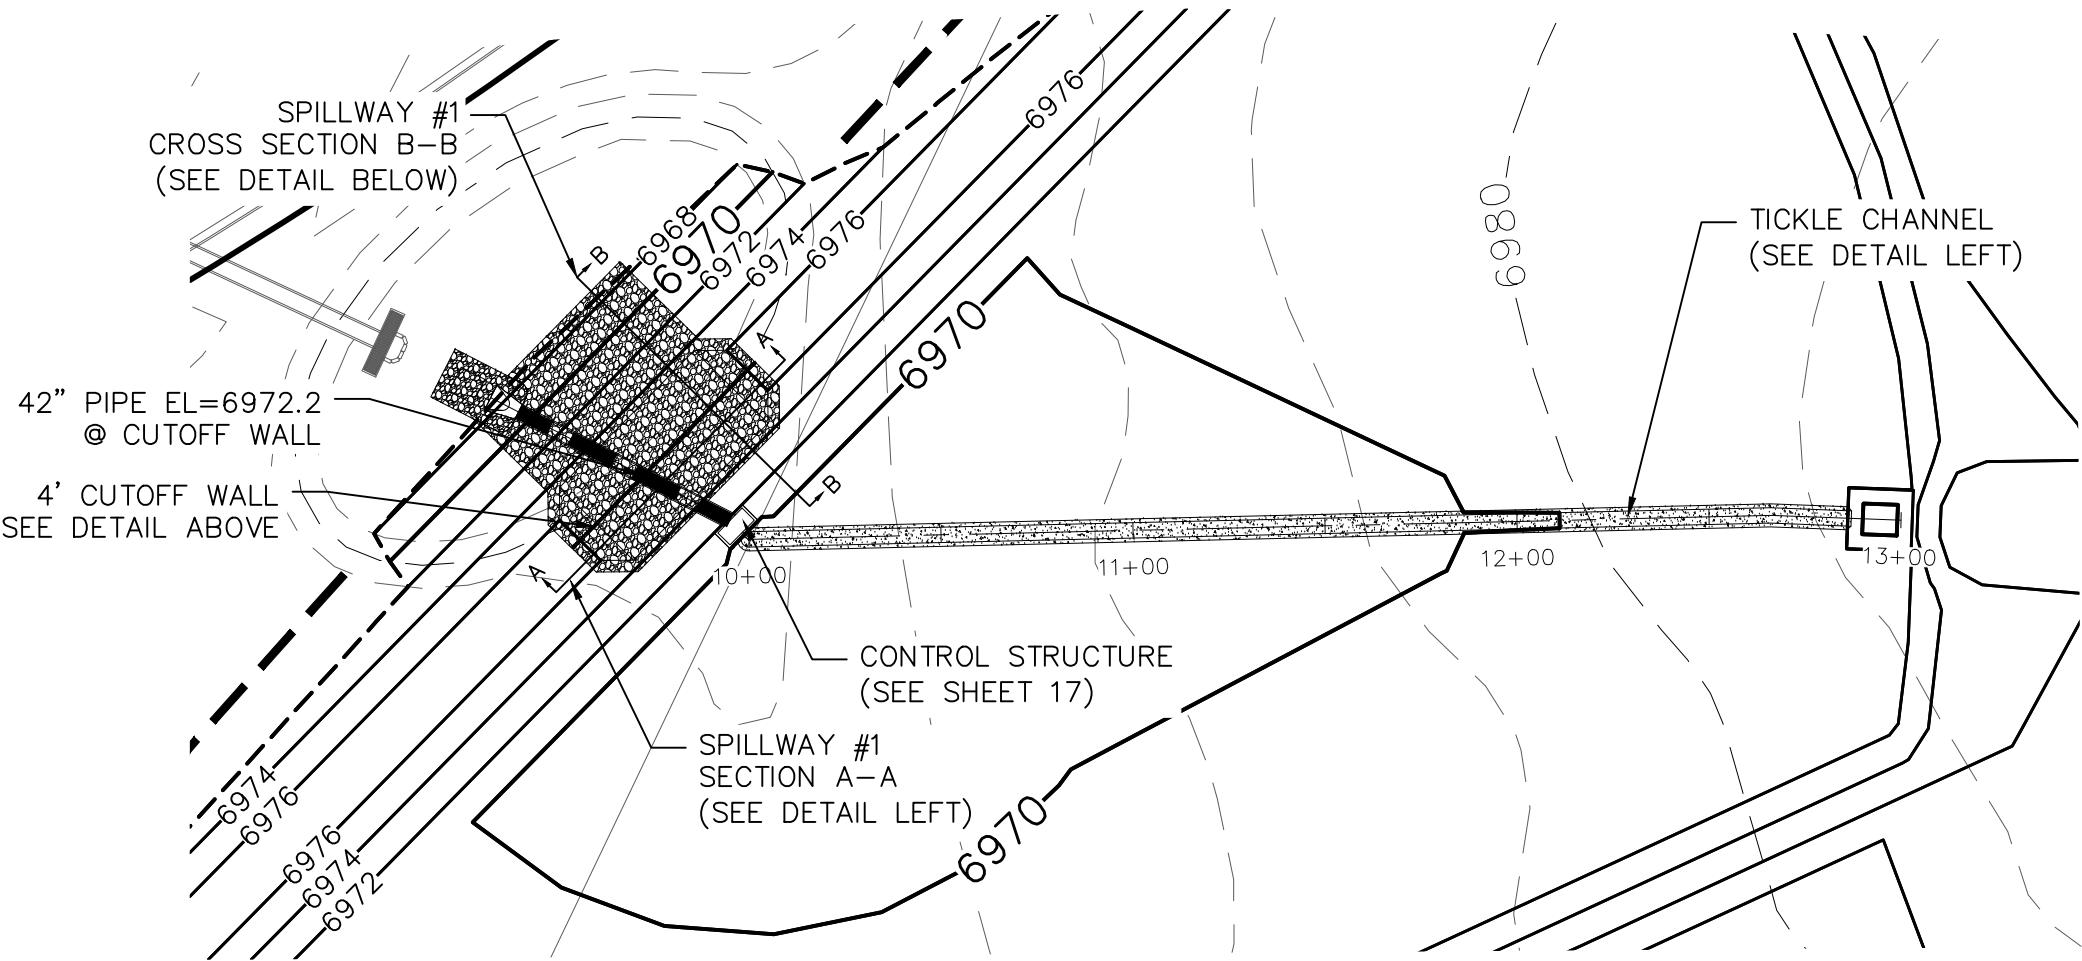 SPILLWAY #1
CROSS SECTION B-B
(SEE DETAIL BELOW)
B
6968
6970
6972
6974
6976
6976
6980
TICKLE CHANNEL
(SEE DETAIL LEFT)
A
6970
42" PIPE EL=6972.2
@ CUTOFF WALL
4' CUTOFF WALL
SEE DETAIL ABOVE
B
A
10+00
11+00
12+00
13+00
CONTROL STRUCTURE
(SEE SHEET 17)
SPILLWAY #1
SECTION A-A
(SEE DETAIL LEFT)
6974
6976
6976
6974
6972
6970